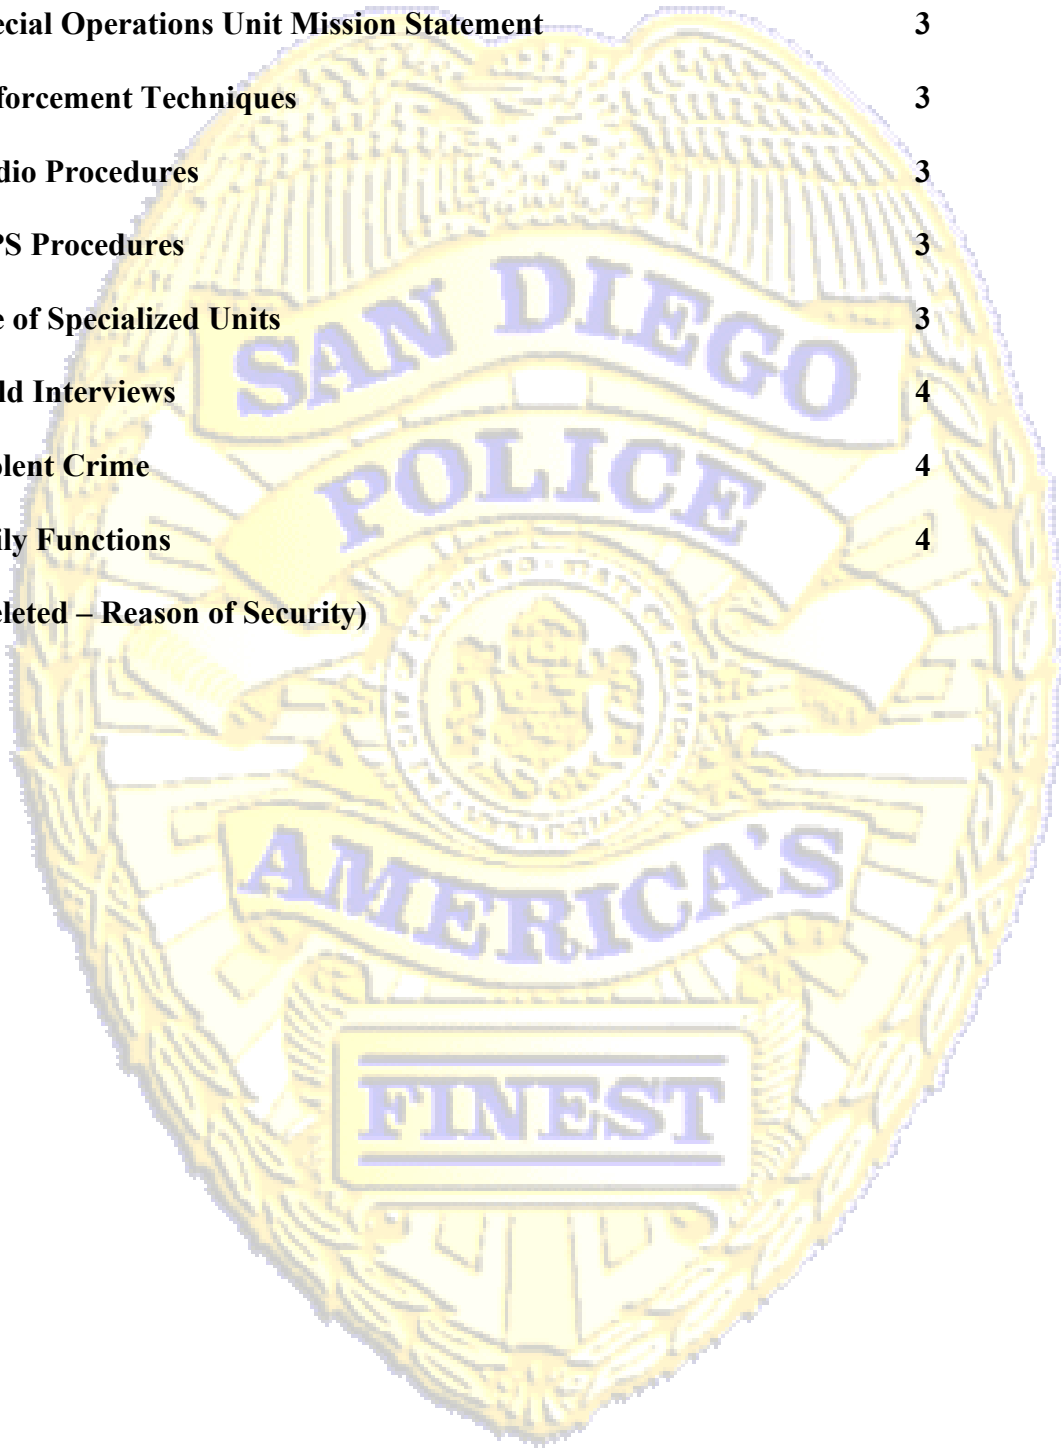 ecial Operations Unit Mission Statement 3
forcement Techniques 3
dio Procedures 3
PS Procedures 3
e of Specialized Units 3
ld Interviews 4
olent Crime 4
ily Functions 4
eleted – Reason of Security)
SAN DIEGO
POLICE
AMERICA'S
FINEST